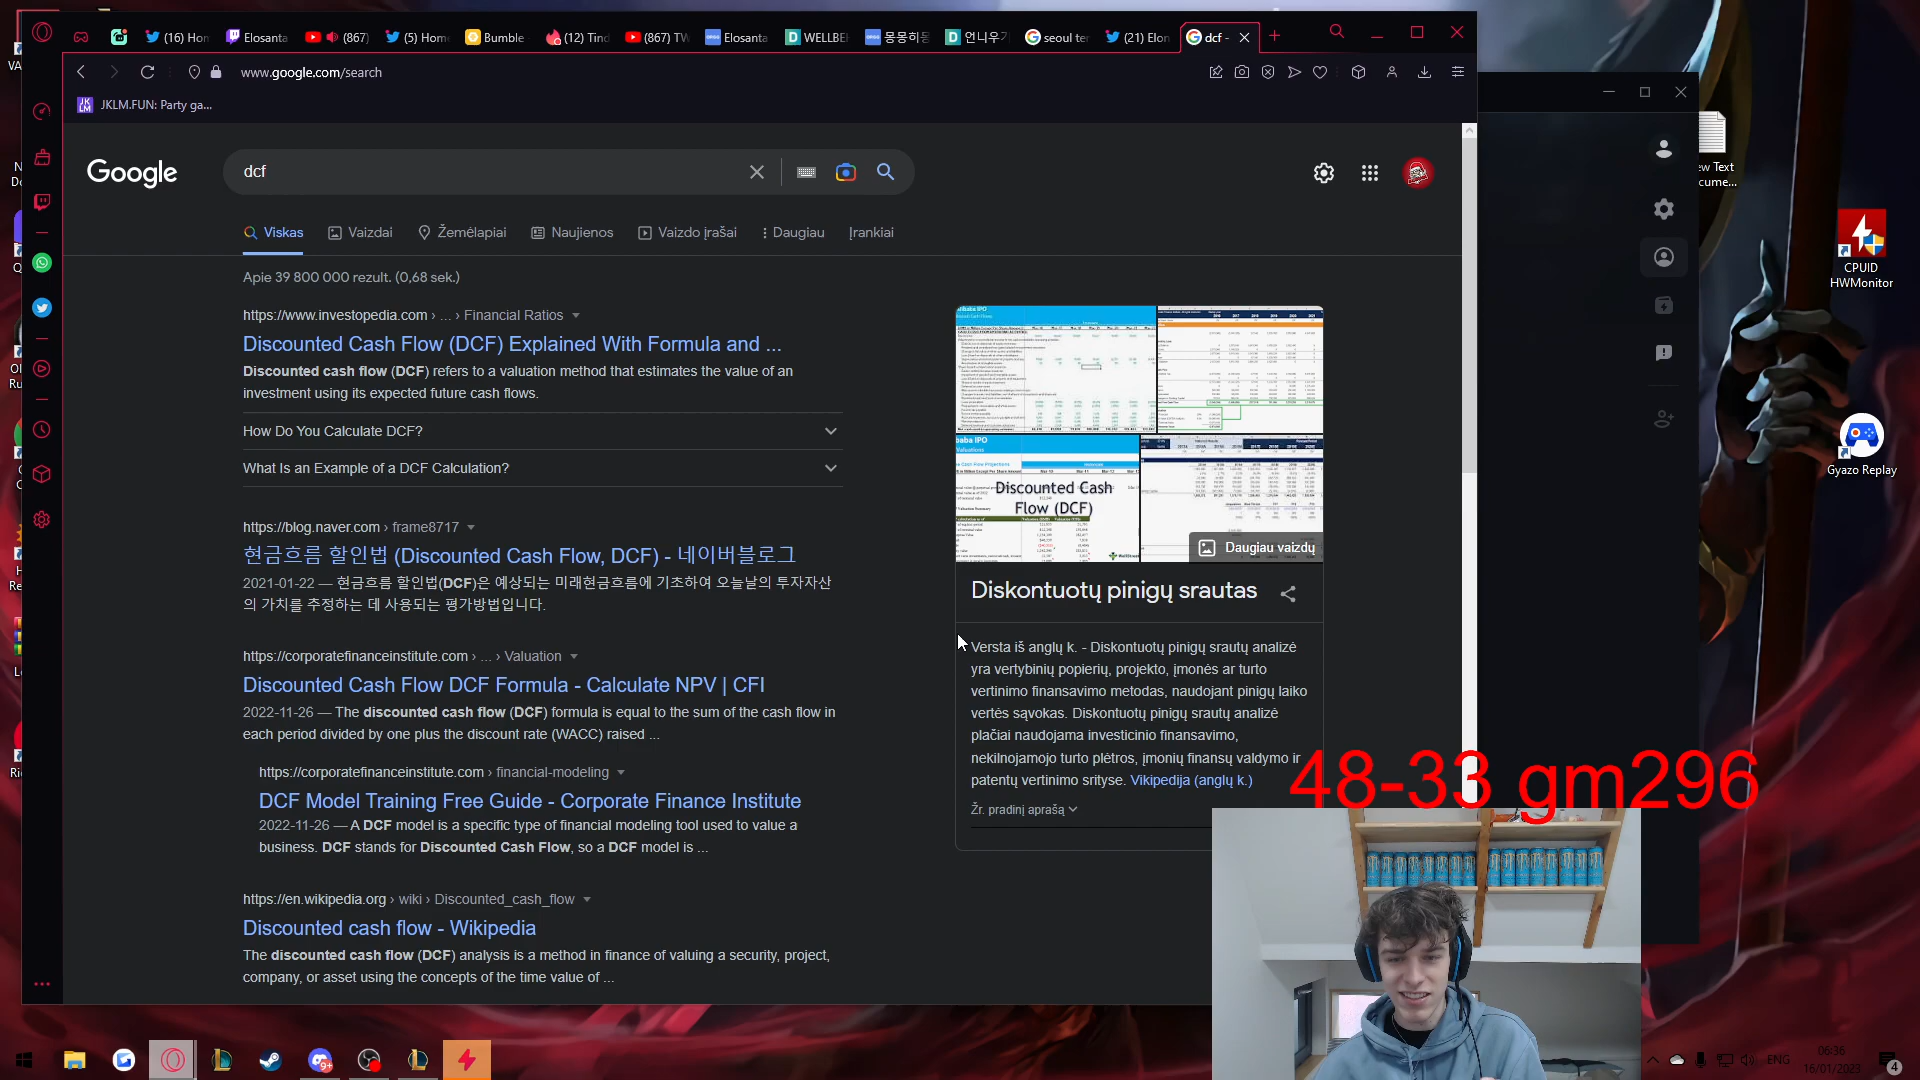 (16) Hom
Elosanta
(867)
(5) Home
Bumble
(12) Tind
(867) TW
Elosanta
WELLBE
몽몽히몽
언니우기
seoul ter
(21) Elon
dcf -
www.google.com/search
JKLM.FUN: Party ga...
Google
dcf
Viskas
Vaizdai
Žemėlapiai
Naujienos
Vaizdo įrašai
Daugiau
Įrankiai
Apie 39 800 000 rezult. (0,68 sek.)
https://www.investopedia.com › ... › Financial Ratios
Discounted Cash Flow (DCF) Explained With Formula and ...
Discounted cash flow (DCF) refers to a valuation method that estimates the value of an
investment using its expected future cash flows.
How Do You Calculate DCF?
What Is an Example of a DCF Calculation?
https://blog.naver.com › frame8717
현금흐름 할인법 (Discounted Cash Flow, DCF) - 네이버블로그
2021-01-22 — 현금흐름 할인법(DCF)은 예상되는 미래현금흐름에 기초하여 오늘날의 투자자산
의 가치를 추정하는 데 사용되는 평가방법입니다.
https://corporatefinanceinstitute.com › ... › Valuation
Discounted Cash Flow DCF Formula - Calculate NPV | CFI
2022-11-26 — The discounted cash flow (DCF) formula is equal to the sum of the cash flow in
each period divided by one plus the discount rate (WACC) raised ...
https://corporatefinanceinstitute.com › financial-modeling
DCF Model Training Free Guide - Corporate Finance Institute
2022-11-26 — A DCF model is a specific type of financial modeling tool used to value a
business. DCF stands for Discounted Cash Flow, so a DCF model is ...
https://en.wikipedia.org › wiki › Discounted_cash_flow
Discounted cash flow - Wikipedia
The discounted cash flow (DCF) analysis is a method in finance of valuing a security, project,
company, or asset using the concepts of the time value of ...
Discounted Cash
Flow (DCF)
Daugiau vaizdų
Diskontuotų pinigų srautas
Versta iš anglų k. - Diskontuotų pinigų srautų analizė
yra vertybinių popierių, projekto, įmonės ar turto
vertinimo finansavimo metodas, naudojant pinigų laiko
vertės sąvokas. Diskontuotų pinigų srautų analizė
plačiai naudojama investicinio finansavimo,
nekilnojamojo turto plėtros, įmonių finansų valdymo ir
patentų vertinimo srityse. Vikipedija (anglų k.)
Žr. pradinį aprašą
48-33 gm296
ew Text
cume...
CPUID
HWMonitor
Gyazo Replay
ENG
06:36
16/01/2023
4